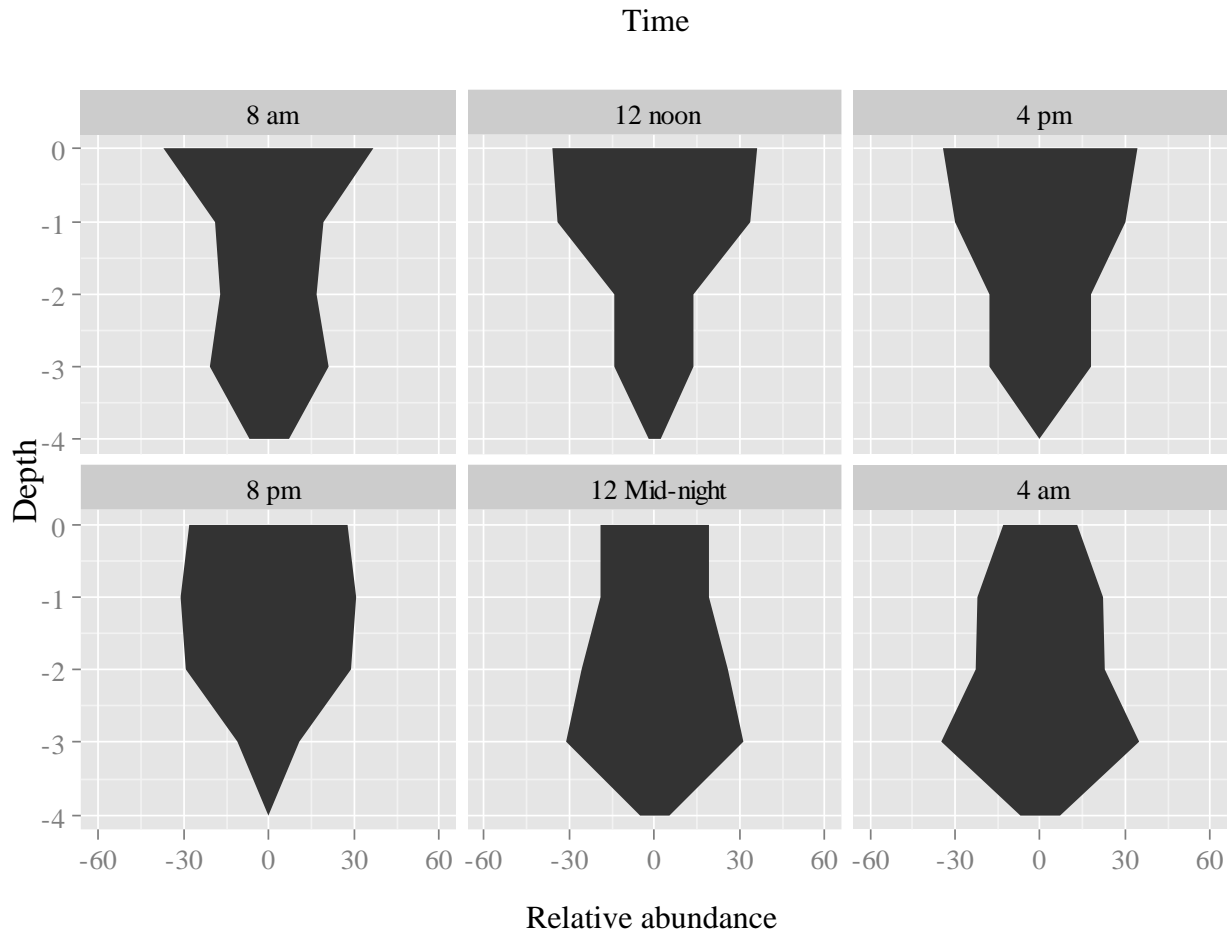 Time
8 am
12 noon
4 pm
0
-1
-2
-3
-4
Depth
8 pm
12 Mid-night
4 am
0
-1
-2
-3
-4
-60 -30 0 30 60 -60 -30 0 30 60 -60 -30 0 30 60
Relative abundance